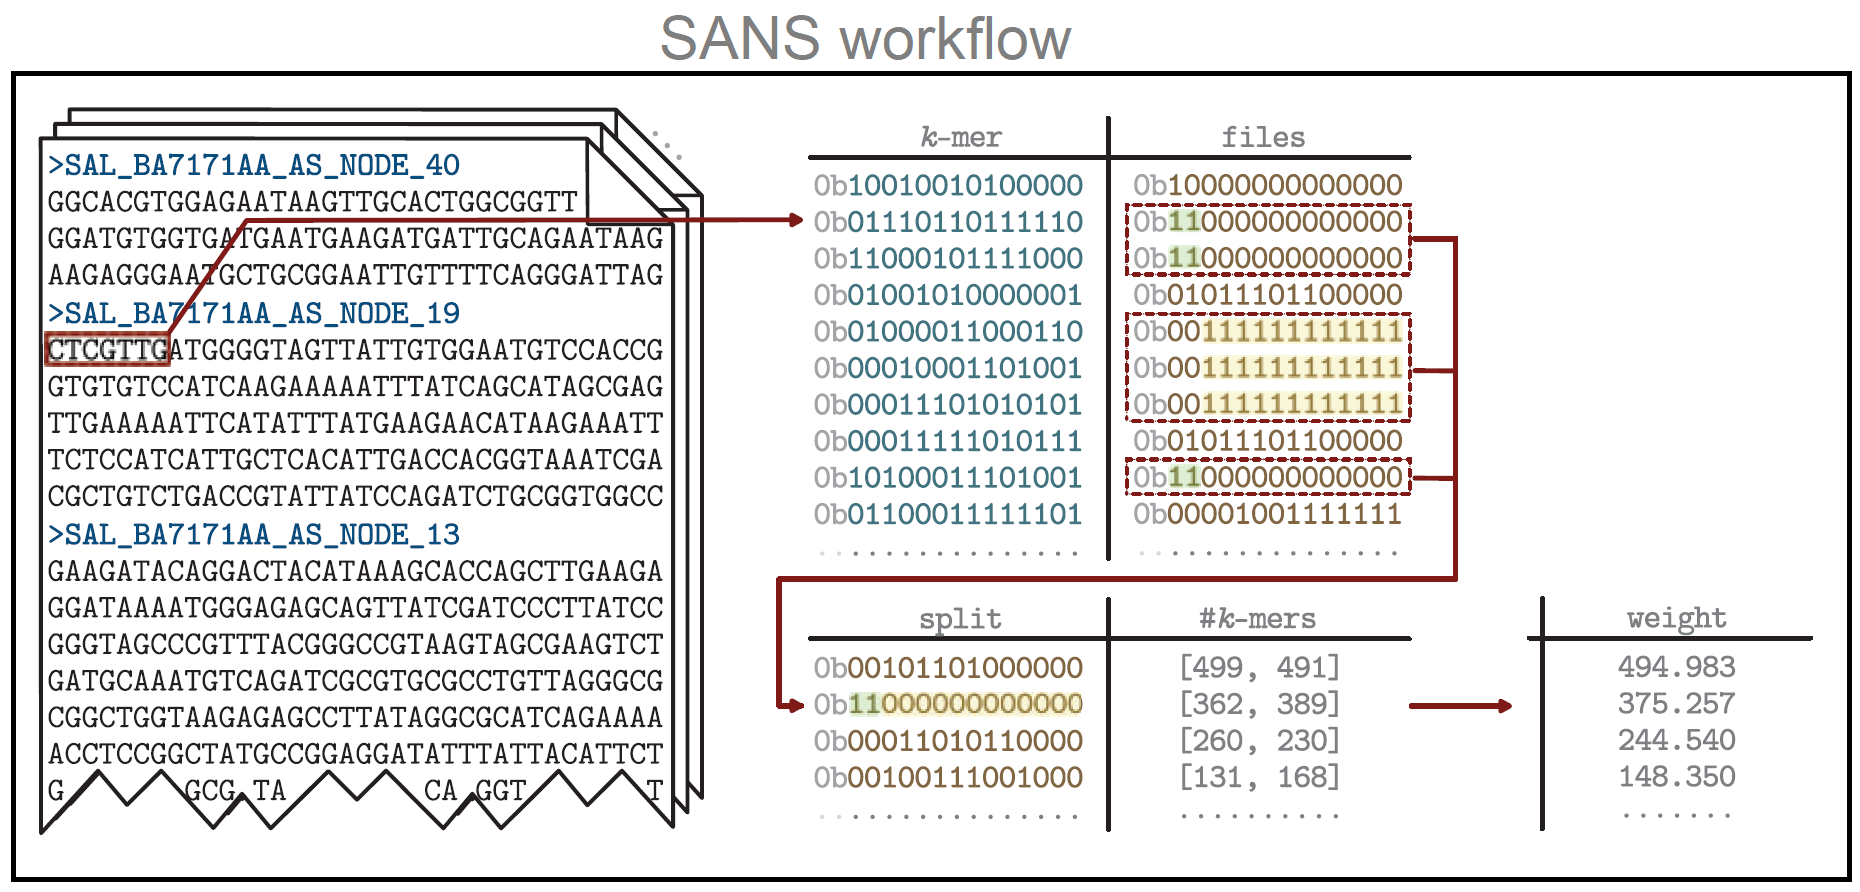 SANS workflow
>SAL_BA7171AA_AS_NODE_40
GGCACGTGGAGAATAAGTTGCACTGGCGGTT
GGATGTGGTGATGAATGAAGATGATTGCAGAATAAG
AAGAGGGAATGCTGCGGAATTGTTTTCAGGGATTAG
>SAL_BA7171AA_AS_NODE_19
CTCGTTGATGGGGTAGTTATTGTGGAATGTCCACCG
GTGTGTCCATCAAGAAAAATTTATCAGCATAGCGAG
TTGAAAAATTCATATTTATGAAGAACATAAGAAATT
TCTCCATCATTGCTCACATTGACCACGGTAAATCGA
CGCTGTCTGACCGTATTATCCAGATCTGCGGTGGCC
>SAL_BA7171AA_AS_NODE_13
GAAGATACAGGACTACATAAAGCACCAGCTTGAAGA
GGATAAAATGGGAGAGCAGTTATCGATCCCTTATCC
GGGTAGCCCGTTTACGGGCCGTAAGTAGCGAAGTCT
GATGCAAATGTCAGATCGCGTGCGCCTGTTAGGGCG
CGGCTGGTAAGAGAGCCTTATAGGCGCATCAGAAAA
ACCTCCGGCTATGCCGGAGGATATTTATTACATTCT
G GCG TA CA GGT T
k-mer files
0b10010010100000 0b10000000000000
0b01110110111110 0b11000000000000
0b11000101111000 0b11000000000000
0b01001010000001 0b01011101100000
0b01000011000110 0b00111111111111
0b00010001101001 0b00111111111111
0b00011101010101 0b00111111111111
0b00011111010111 0b01011101100000
0b10100011101001 0b11000000000000
0b01100011111101 0b00001001111111
split #k-mers weight
0b00101101000000 [499, 491] 494.983
0b11000000000000 [362, 389] 375.257
0b00011010110000 [260, 230] 244.540
0b00100111001000 [131, 168] 148.350